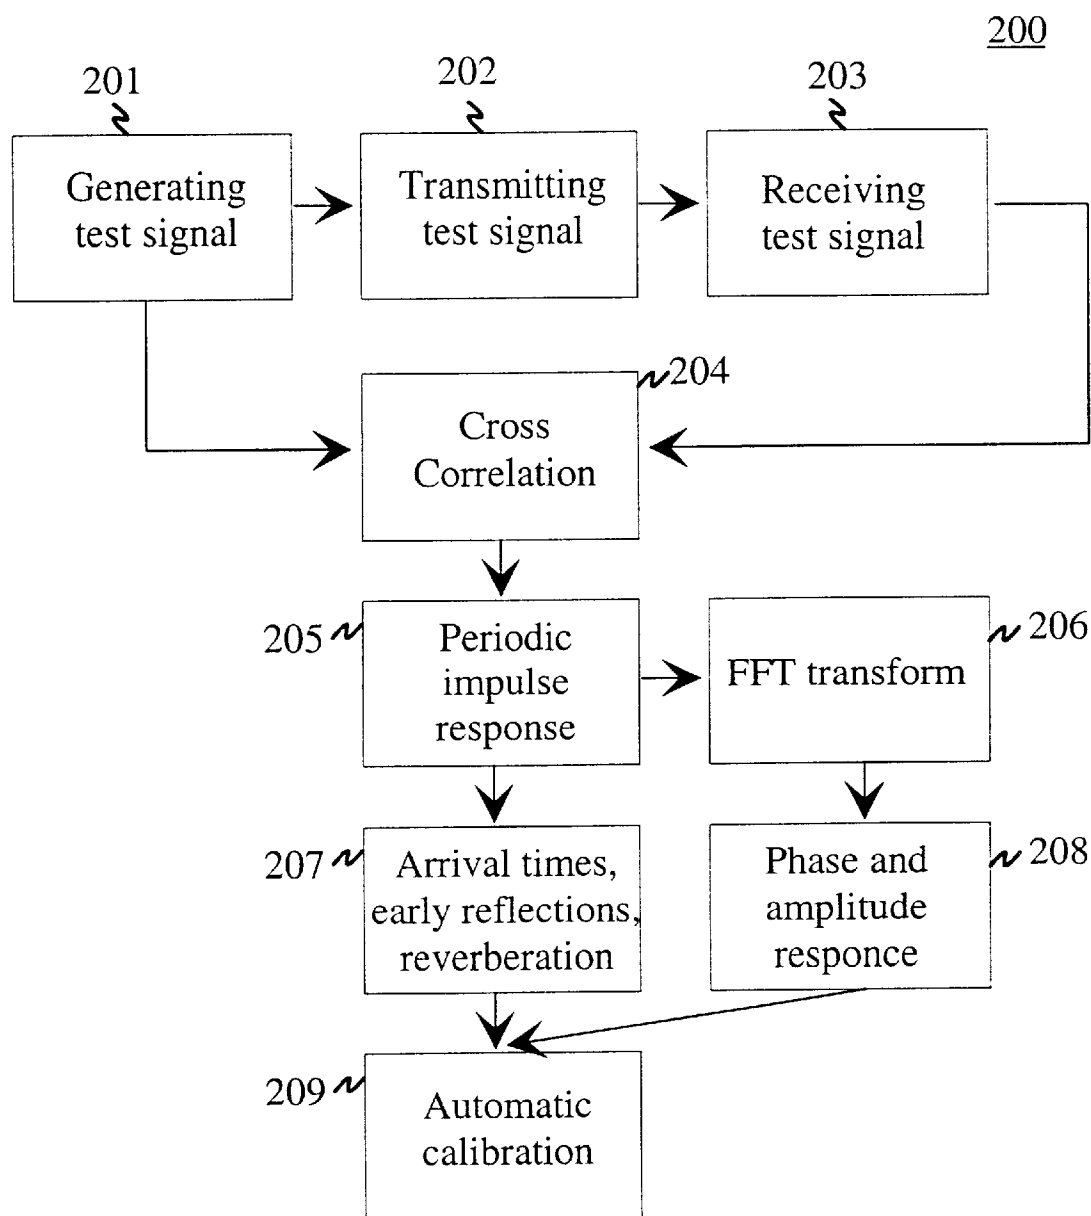 200
201
202
203
Generating
test signal
Transmitting
test signal
Receiving
test signal
204
Cross
Correlation
205
Periodic
impulse
response
206
FFT transform
207
Arrival times,
early reflections,
reverberation
208
Phase and
amplitude
responce
209
Automatic
calibration